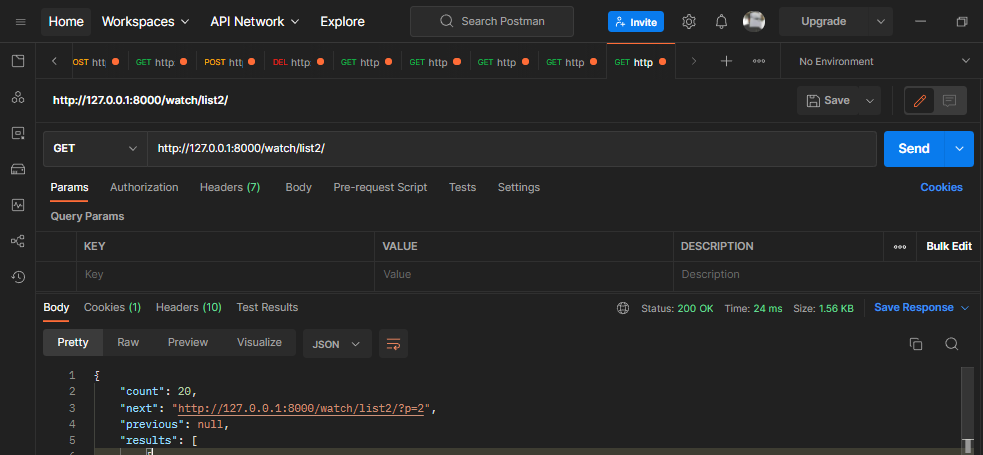 Home Workspaces API Network Explore Search Postman Invite Upgrade
OST htt GET http POST htt DEL http GET http GET http GET http GET http GET http No Environment
http://127.0.0.1:8000/watch/list2/ Save
GET http://127.0.0.1:8000/watch/list2/ Send
Params Authorization Headers (7) Body Pre-request Script Tests Settings Cookies
Query Params
KEY VALUE DESCRIPTION Bulk Edit
Key Value Description
Body Cookies (1) Headers (10) Test Results Status: 200 OK Time: 24 ms Size: 1.56 KB Save Response
Pretty Raw Preview Visualize JSON
1 {
2 "count": 20,
3 "next": "http://127.0.0.1:8000/watch/list2/?p=2",
4 "previous": null,
5 "results": [